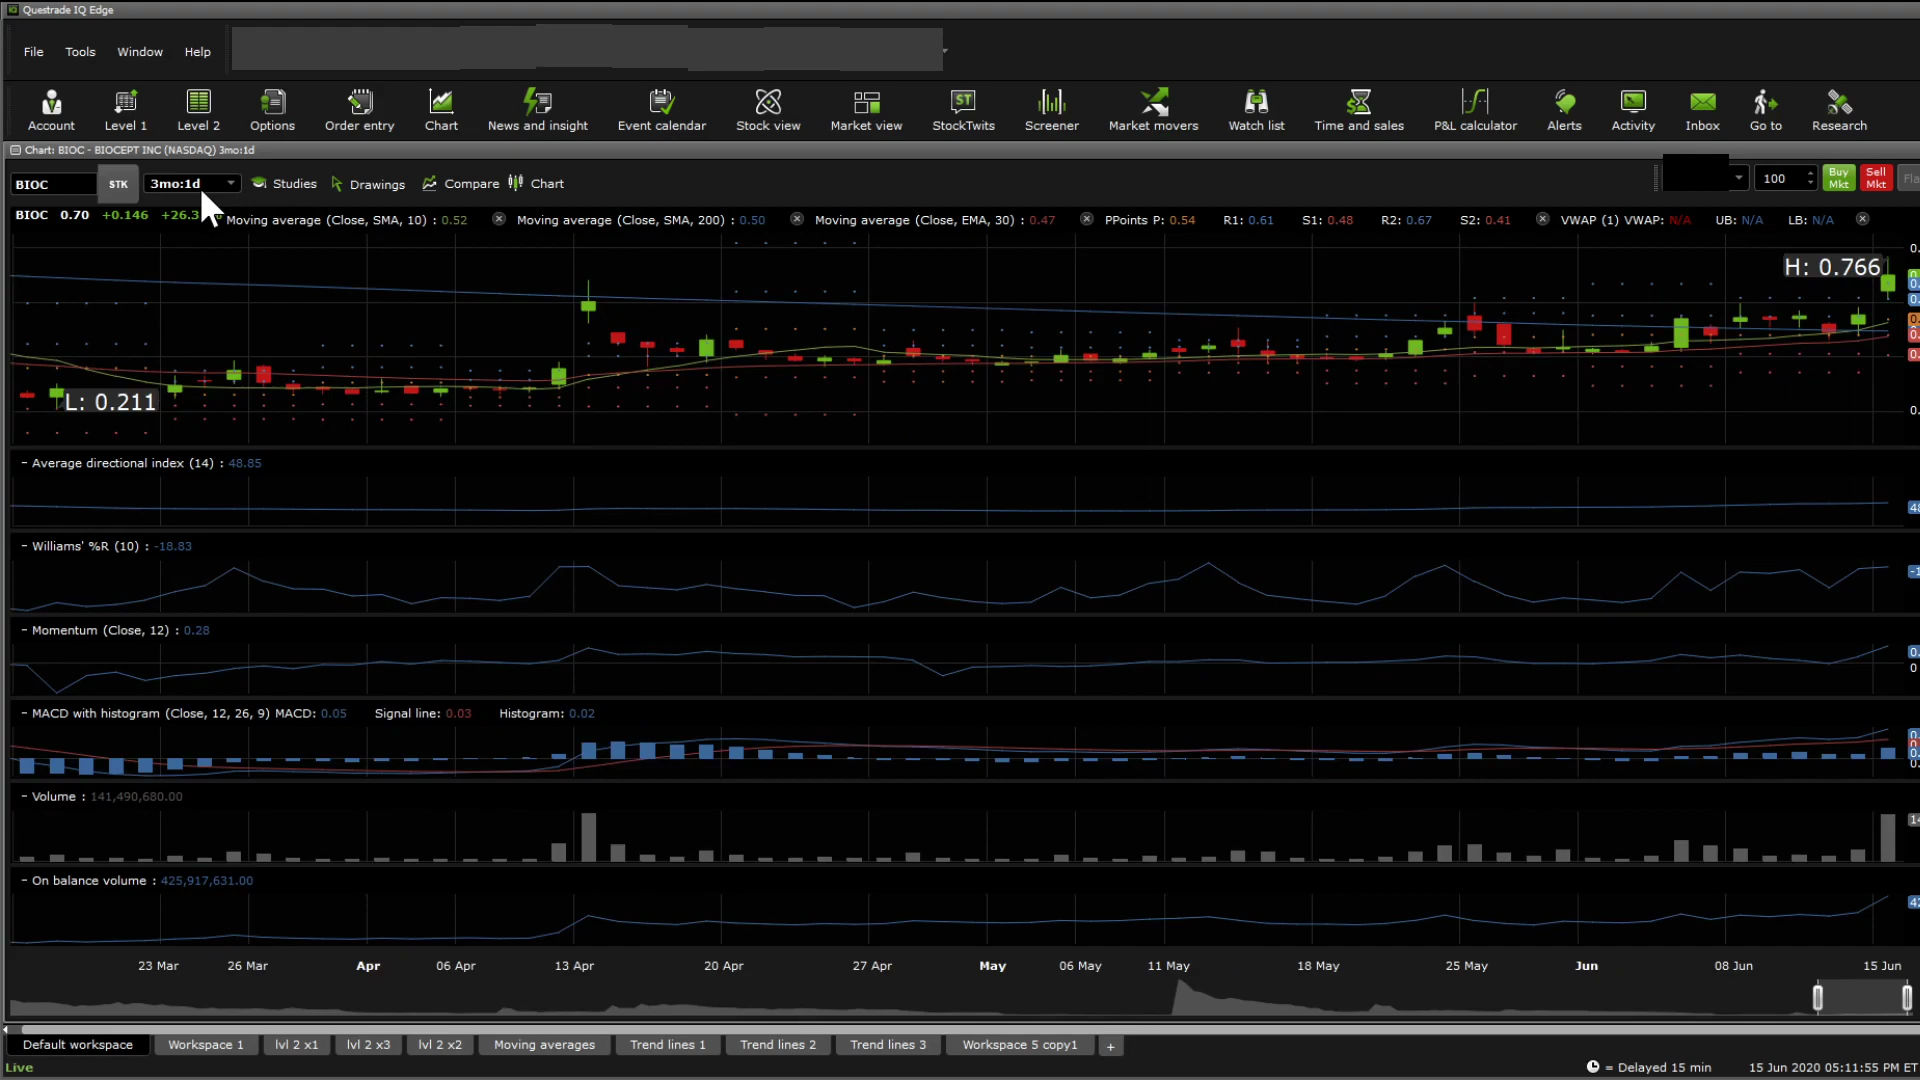 Questrade IQ Edge
File Tools Window Help
Account Level 1 Level 2 Options Order entry Chart News and insight Event calendar Stock view Market view StockTwits Screener Market movers Watch list Time and sales P&L calculator Alerts Activity Inbox Go to Research
Chart: BIOC - BIOCEPT INC (NASDAQ) 3mo:1d
BIOC STK 3mo:1d Studies Drawings Compare Chart 100 Buy Mkt Sell Mkt
BIOC 0.70 +0.146 Moving average (Close, SMA, 10) : 0.52 Moving average (Close, SMA, 200) : 0.50 Moving average (Close, EMA, 30) : 0.47 PPoints P: 0.54 R1: 0.61 S1: 0.48 R2: 0.67 S2: 0.41 VWAP (1) VWAP: N/A UB: N/A LB: N/A
H: 0.766
L: 0.211
- Average directional index (14) : 48.85
- Williams' %R (10) : -18.83
- Momentum (Close, 12) : 0.28
- MACD with histogram (Close, 12, 26, 9) MACD: 0.05 Signal line: 0.03 Histogram: 0.02
- Volume : 141,490,680.00
- On balance volume : 425,917,631.00
23 Mar 26 Mar Apr 06 Apr 13 Apr 20 Apr 27 Apr May 06 May 11 May 18 May 25 May Jun 08 Jun 15 Jun
Default workspace Workspace 1 lvl 2 x1 lvl 2 x3 lvl 2 x2 Moving averages Trend lines 1 Trend lines 2 Trend lines 3 Workspace 5 copy1 +
Live = Delayed 15 min 15 Jun 2020 05:11:55 PM ET